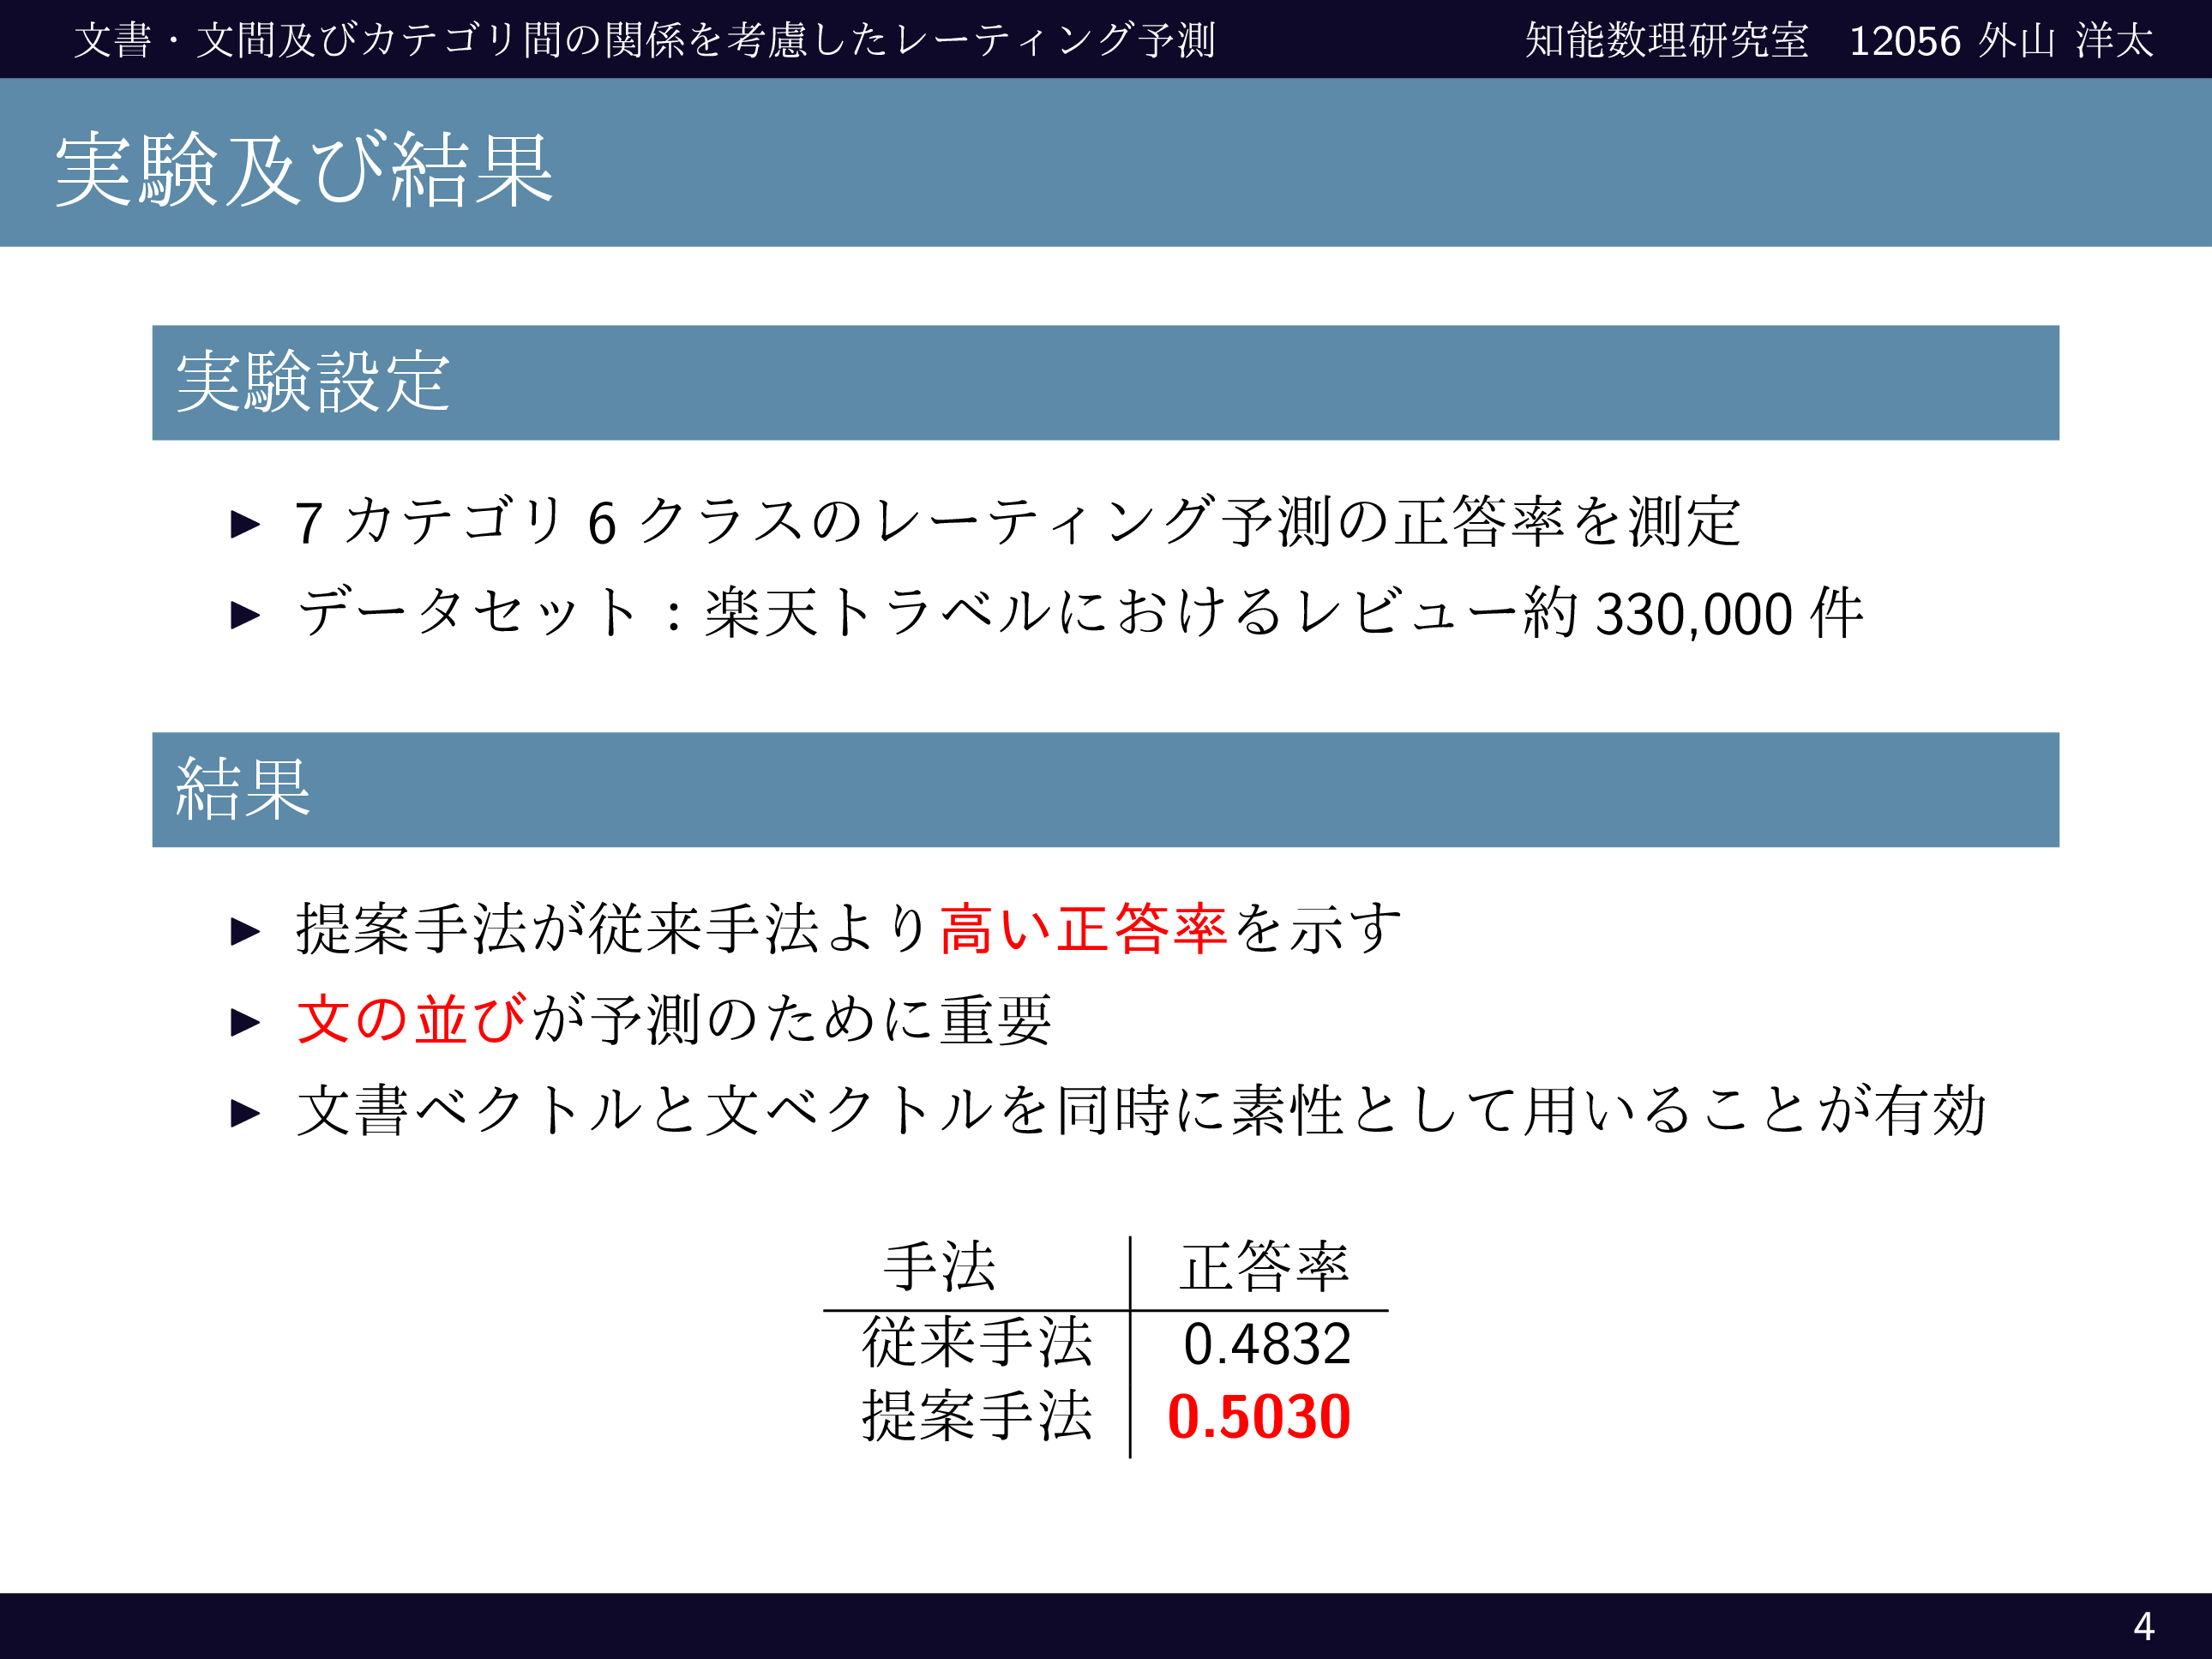 文書・文間及びカテゴリ間の関係を考慮したレーティング予測　知能数理研究室　12056 外山 洋太
実験及び結果
実験設定
▶ 7 カテゴリ 6 クラスのレーティング予測の正答率を測定
▶ データセット：楽天トラベルにおけるレビュー約 330,000 件
結果
▶ 提案手法が従来手法より高い正答率を示す
▶ 文の並びが予測のために重要
▶ 文書ベクトルと文ベクトルを同時に素性として用いることが有効
手法 正答率
従来手法 0.4832
提案手法 0.5030
4